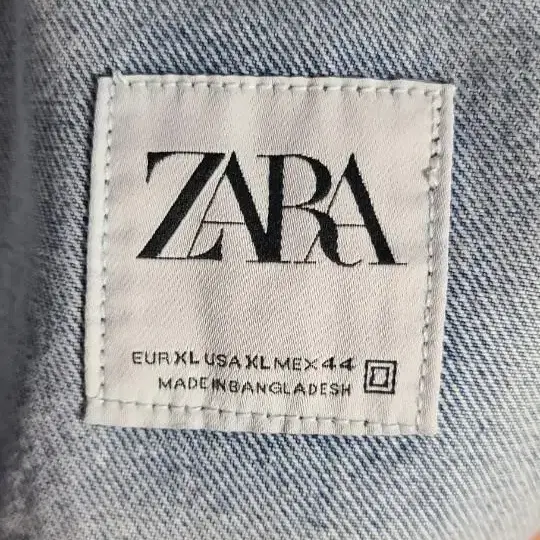 ZARA
EUR XL USA XL MEX 44
MADE IN BANGLADESH